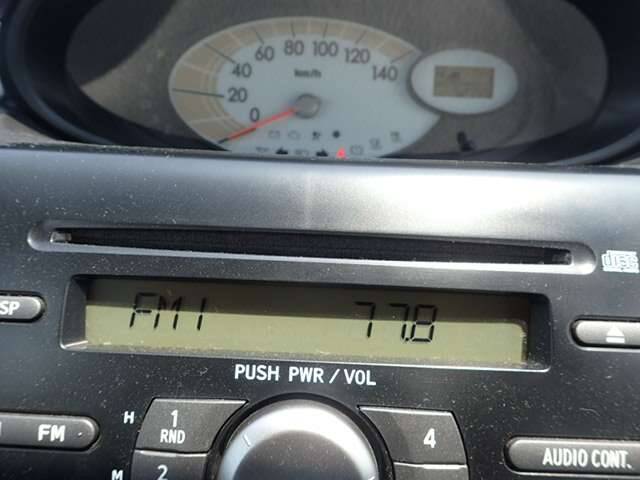 0 20 40 60 80 100 120 140
km/h
disc
SP
FM1 77.8
PUSH PWR / VOL
FM
H
1
RND
4
M
2
AUDIO CONT.